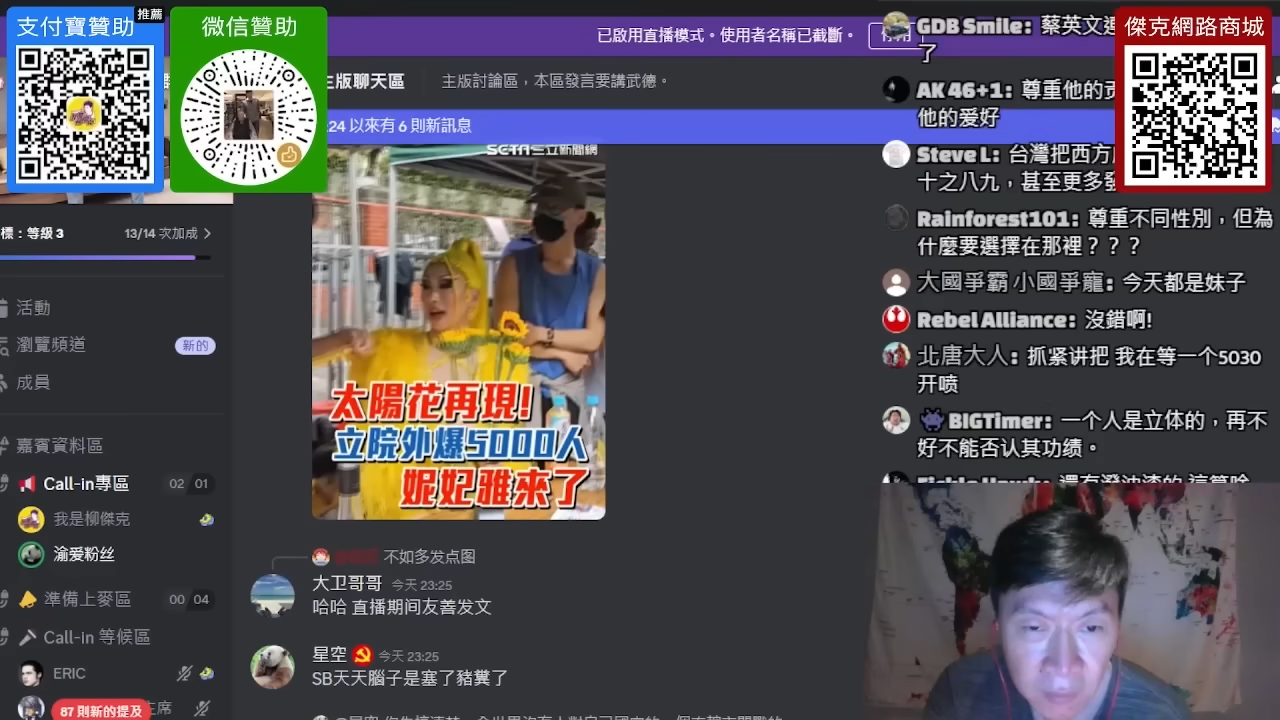 支付寶贊助
推薦
微信贊助
已啟用直播模式。使用者名稱已截斷。
傑克網路商城
主版聊天區
主版討論區，本區發言要講武德。
:24 以來有 6 則新訊息
SETN三立新聞網
太陽花再現!
立院外爆5000人
妮妃雅來了
標：等級 3
13/14 次加成
活動
瀏覽頻道
新的
成員
嘉賓資料區
Call-in專區
02 01
我是柳傑克
渝爱粉丝
準備上麥區
00 04
Call-in 等候區
ERIC
87 則新的提及
主席
不如多发点图
大卫哥哥 今天 23:25
哈哈 直播期间友善发文
星空 今天 23:25
SB天天腦子是塞了豬糞了
GDB Smile: 蔡英文
了
AK 46+1: 尊重他的
他的爱好
Steve L: 台灣把西方
十之八九，甚至更多
Rainforest101: 尊重不同性別，但為
什麼要選擇在那裡？？？
大國爭霸 小國爭寵: 今天都是妹子
Rebel Alliance: 沒錯啊!
北唐大人: 抓紧讲把 我在等一个5030
开喷
BIGTimer: 一个人是立体的，再不
好不能否认其功绩。